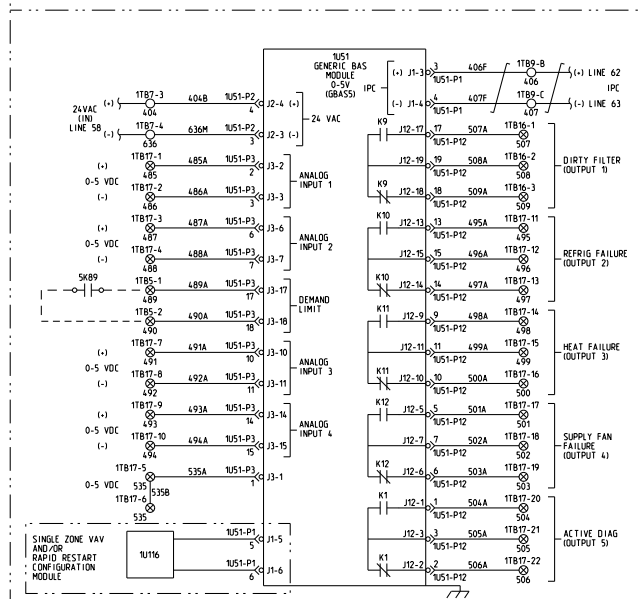 1U51
GENERIC BAS
MODULE
0-5V
(GBAS5)
24VAC
(IN)
LINE 58
(+) 1TB7-3 404 404B 1U51-P2 4 J2-4 (+)
(-) 1TB7-4 636 636M 1U51-P2 3 J2-3 (-)
24 VAC
0-5 VDC
(+) 1TB17-1 485 485A 1U51-P3 2 J3-2
(-) 1TB17-2 486 486A 1U51-P3 3 J3-3
ANALOG
INPUT 1
0-5 VDC
(+) 1TB17-3 487 487A 1U51-P3 6 J3-6
(-) 1TB17-4 488 488A 1U51-P3 7 J3-7
ANALOG
INPUT 2
5K89
1TB5-1 489 489A 1U51-P3 17 J3-17
1TB5-2 490 490A 1U51-P3 18 J3-18
DEMAND
LIMIT
0-5 VDC
(+) 1TB17-7 491 491A 1U51-P3 10 J3-10
(-) 1TB17-8 492 492A 1U51-P3 11 J3-11
ANALOG
INPUT 3
0-5 VDC
(+) 1TB17-9 493 493A 1U51-P3 14 J3-14
(-) 1TB17-10 494 494A 1U51-P3 15 J3-15
ANALOG
INPUT 4
0-5 VDC
1TB17-5 535 535A 1U51-P3 1 J3-1
535B
1TB17-6 535
SINGLE ZONE VAV
AND/OR
RAPID RESTART
CONFIGURATION
MODULE
1U116
1U51-P1 5 J1-5
1U51-P1 6 J1-6
IPC
(+) J1-3 3 1U51-P1 406F 1TB9-B 406 (+) LINE 62
(-) J1-4 4 1U51-P1 407F 1TB9-C 407 (-) LINE 63
IPC
K9 J12-17 17 1U51-P12 507A 1TB16-1 507
J12-19 19 1U51-P12 508A 1TB16-2 508
K9 J12-18 18 1U51-P12 509A 1TB16-3 509
DIRTY FILTER
(OUTPUT 1)
K10 J12-13 13 1U51-P12 495A 1TB17-11 495
J12-15 15 1U51-P12 496A 1TB17-12 496
K10 J12-14 14 1U51-P12 497A 1TB17-13 497
REFRIG FAILURE
(OUTPUT 2)
K11 J12-9 9 1U51-P12 498A 1TB17-14 498
J12-11 11 1U51-P12 499A 1TB17-15 499
K11 J12-10 10 1U51-P12 500A 1TB17-16 500
HEAT FAILURE
(OUTPUT 3)
K12 J12-5 5 1U51-P12 501A 1TB17-17 501
J12-7 7 1U51-P12 502A 1TB17-18 502
K12 J12-6 6 1U51-P12 503A 1TB17-19 503
SUPPLY FAN
FAILURE
(OUTPUT 4)
K1 J12-1 1 1U51-P12 504A 1TB17-20 504
J12-3 3 1U51-P12 505A 1TB17-21 505
K1 J12-2 2 1U51-P12 506A 1TB17-22 506
ACTIVE DIAG
(OUTPUT 5)